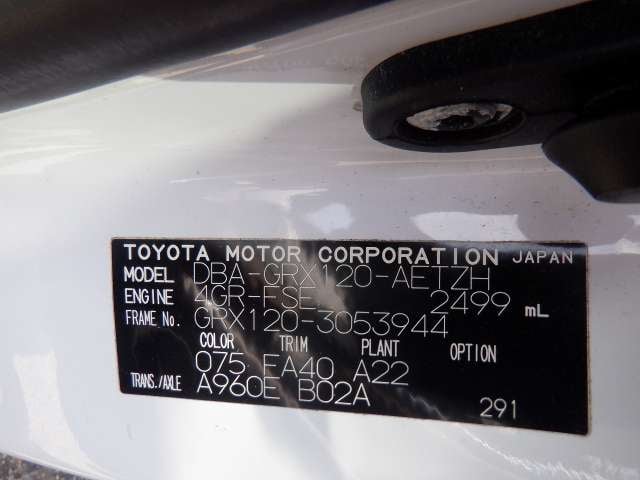 TOYOTA MOTOR CORPORATION JAPAN
MODEL DBA-GRX120-AETZH
ENGINE 4GR-FSE 2499 mL
FRAME No. GRX120-3053944
COLOR TRIM PLANT OPTION
075 FA40 A22
TRANS./AXLE A960E B02A
291